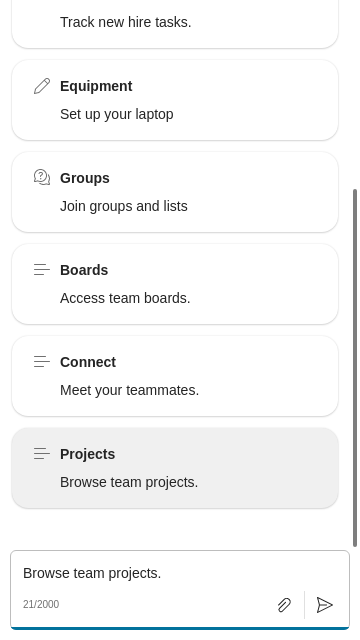 Track new hire tasks.
Equipment
Set up your laptop
Groups
Join groups and lists
Boards
Access team boards.
Connect
Meet your teammates.
Projects
Browse team projects.
Browse team projects.
21/2000